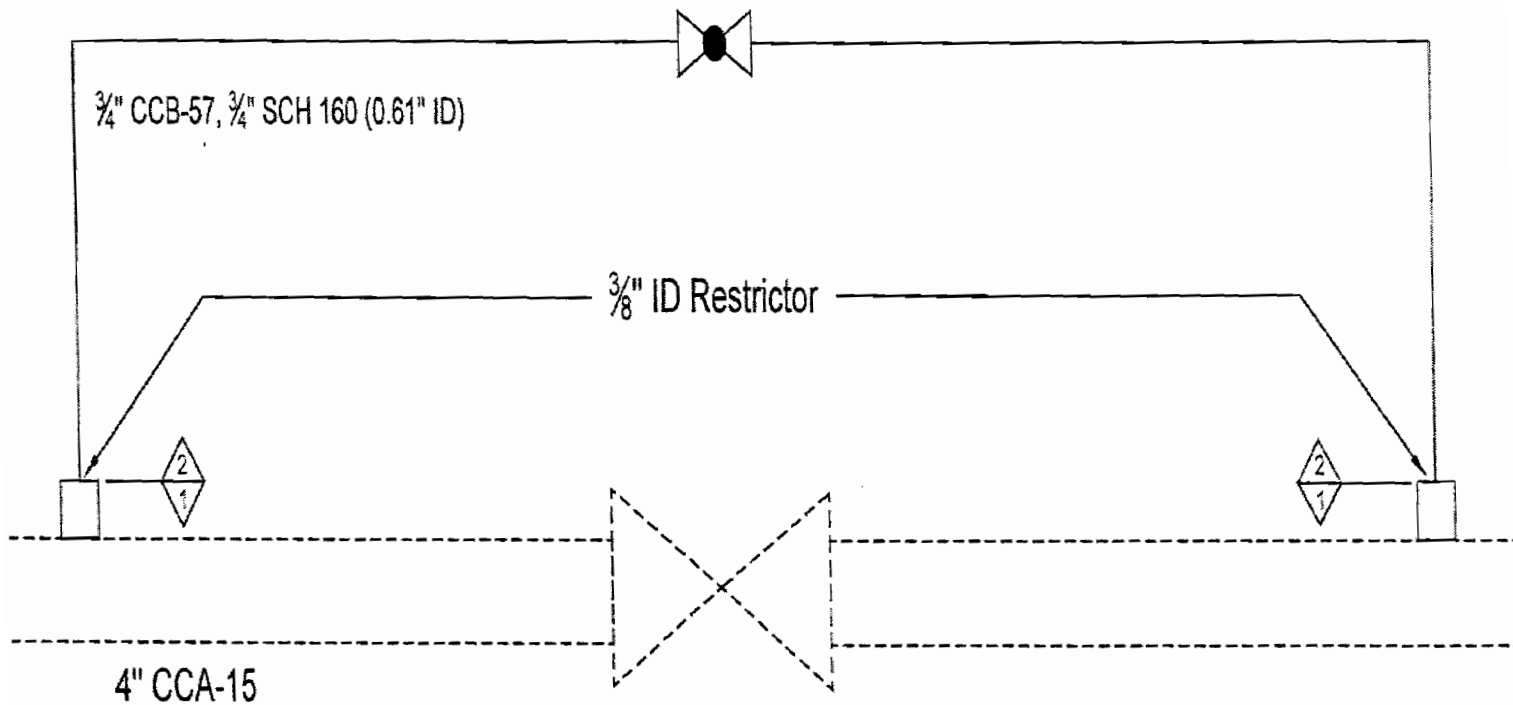 ¾" CCB-57, ¾" SCH 160 (0.61" ID)
⅜" ID Restrictor
2
1
2
1
4" CCA-15